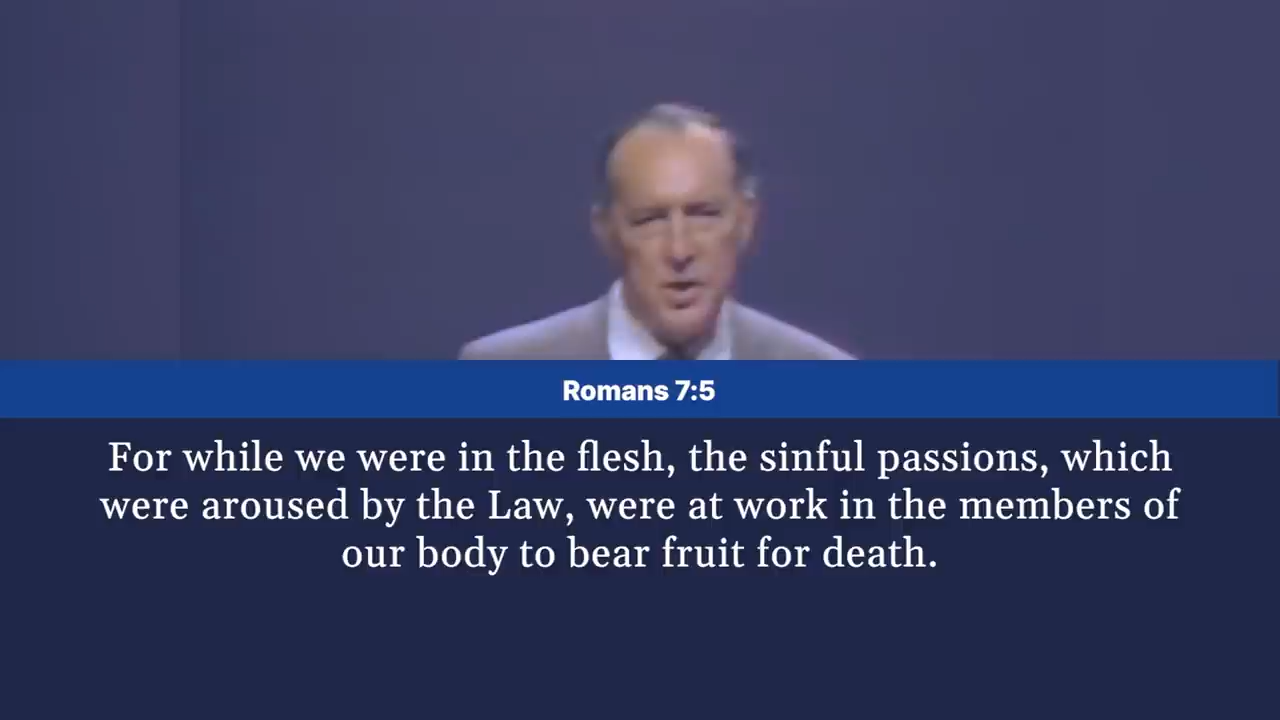 Romans 7:5
For while we were in the flesh, the sinful passions, which
were aroused by the Law, were at work in the members of
our body to bear fruit for death.